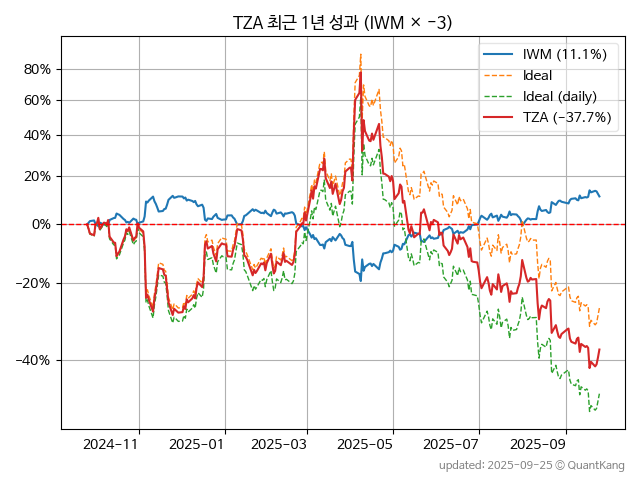 TZA 최근 1년 성과 (IWM × −3)
IWM (11.1%)
Ideal
Ideal (daily)
TZA (−37.7%)
80%
60%
40%
20%
0%
−20%
−40%
2024-11 2025-01 2025-03 2025-05 2025-07 2025-09
updated: 2025-09-25 © QuantKang